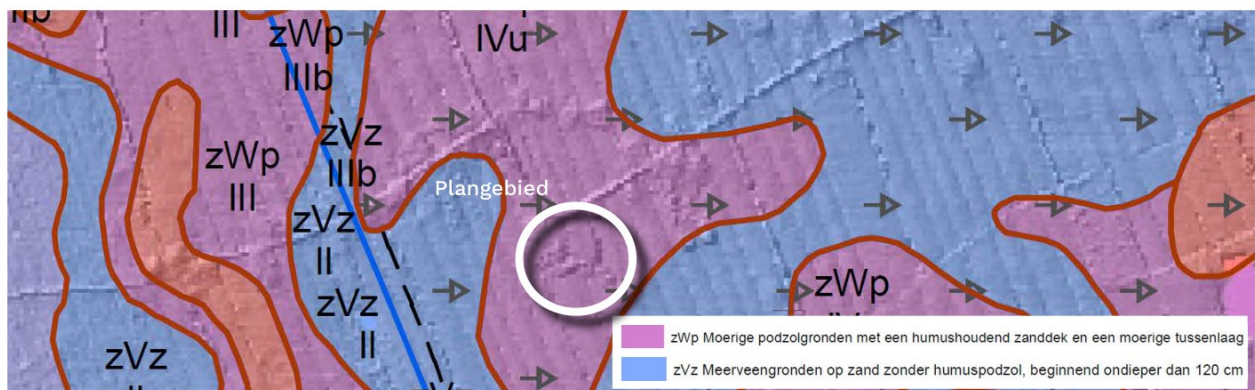 III
zWp
IIIb
IVu
zVz
IIIb
zWp
III
Plangebied
zVz
II
zVz
II
zWp
zVz
zWp Moerige podzolgronden met een humushoudend zanddek en een moerige tussenlaag
zVz Meerveengronden op zand zonder humuspodzol, beginnend ondieper dan 120 cm